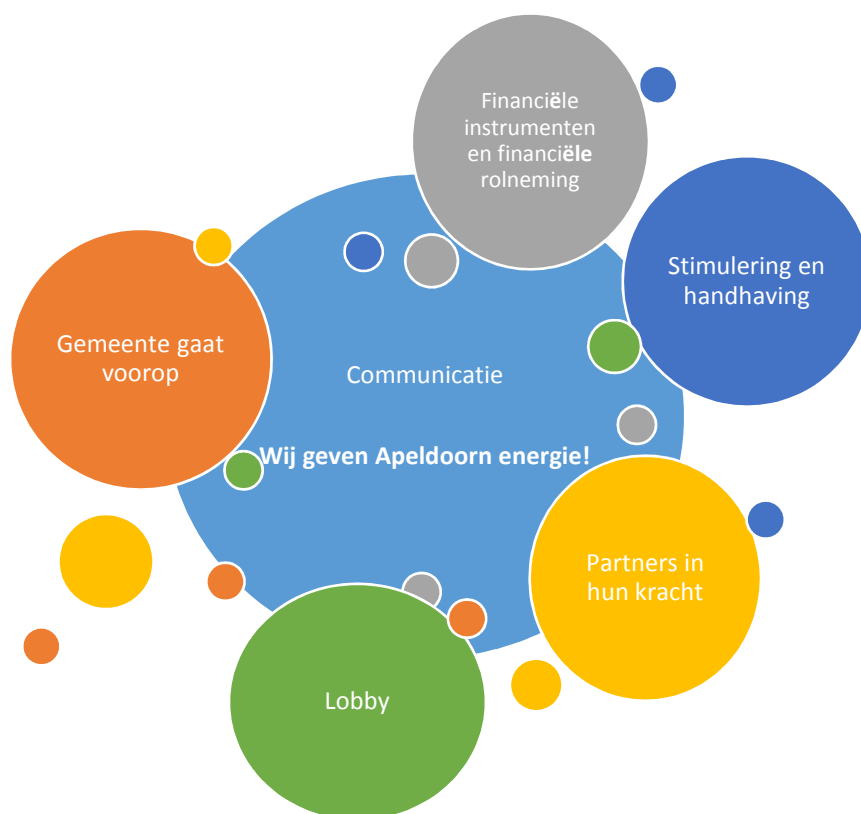 Financiële
instrumenten
en financiële
rolneming
Stimulering en
handhaving
Gemeente gaat
voorop
Communicatie
Wij geven Apeldoorn energie!
Partners in
hun kracht
Lobby